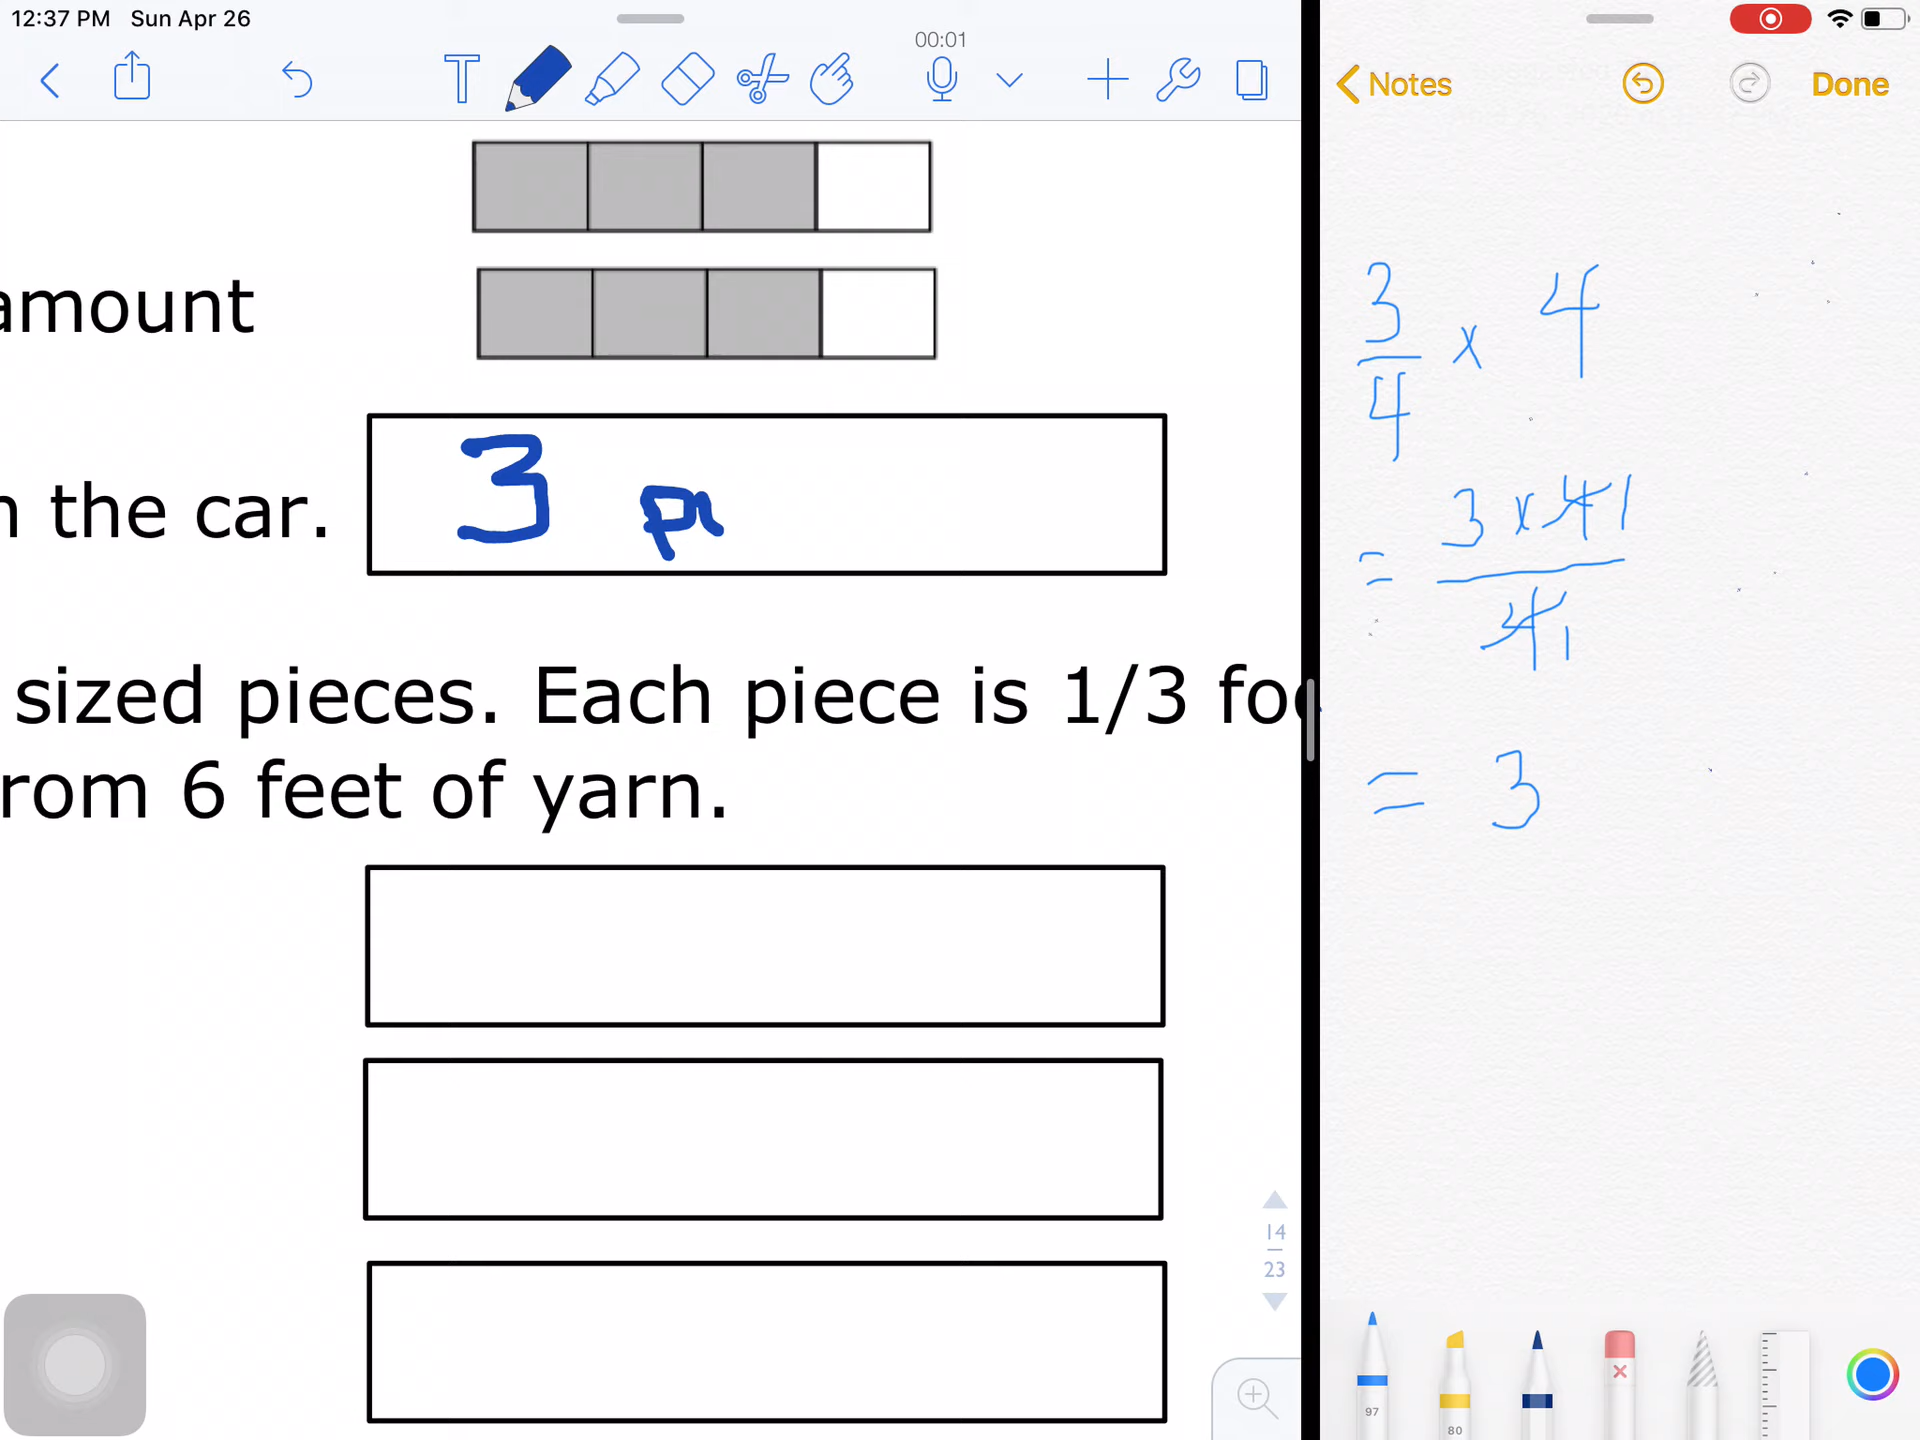 12:37 PM Sun Apr 26
00:01
T
Notes
Done
amount
the car.
3 pi
sized pieces. Each piece is 1/3
6 feet of yarn.
14
23
3
4
x 4
= 3 x 4 1
4 1
= 3
97
80